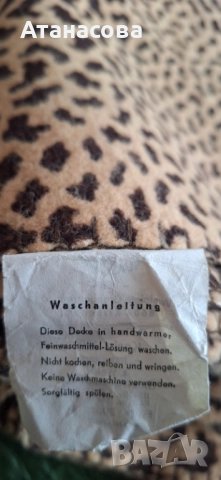 Атанасова
Waschanleitung
Diese Decke in handwarmer,
Feinwaschmittel-Lösung waschen.
Nicht kochen, reiben und wringen.
Keine Waschmaschine verwenden.
Sorgfältig spülen.
BAZAR